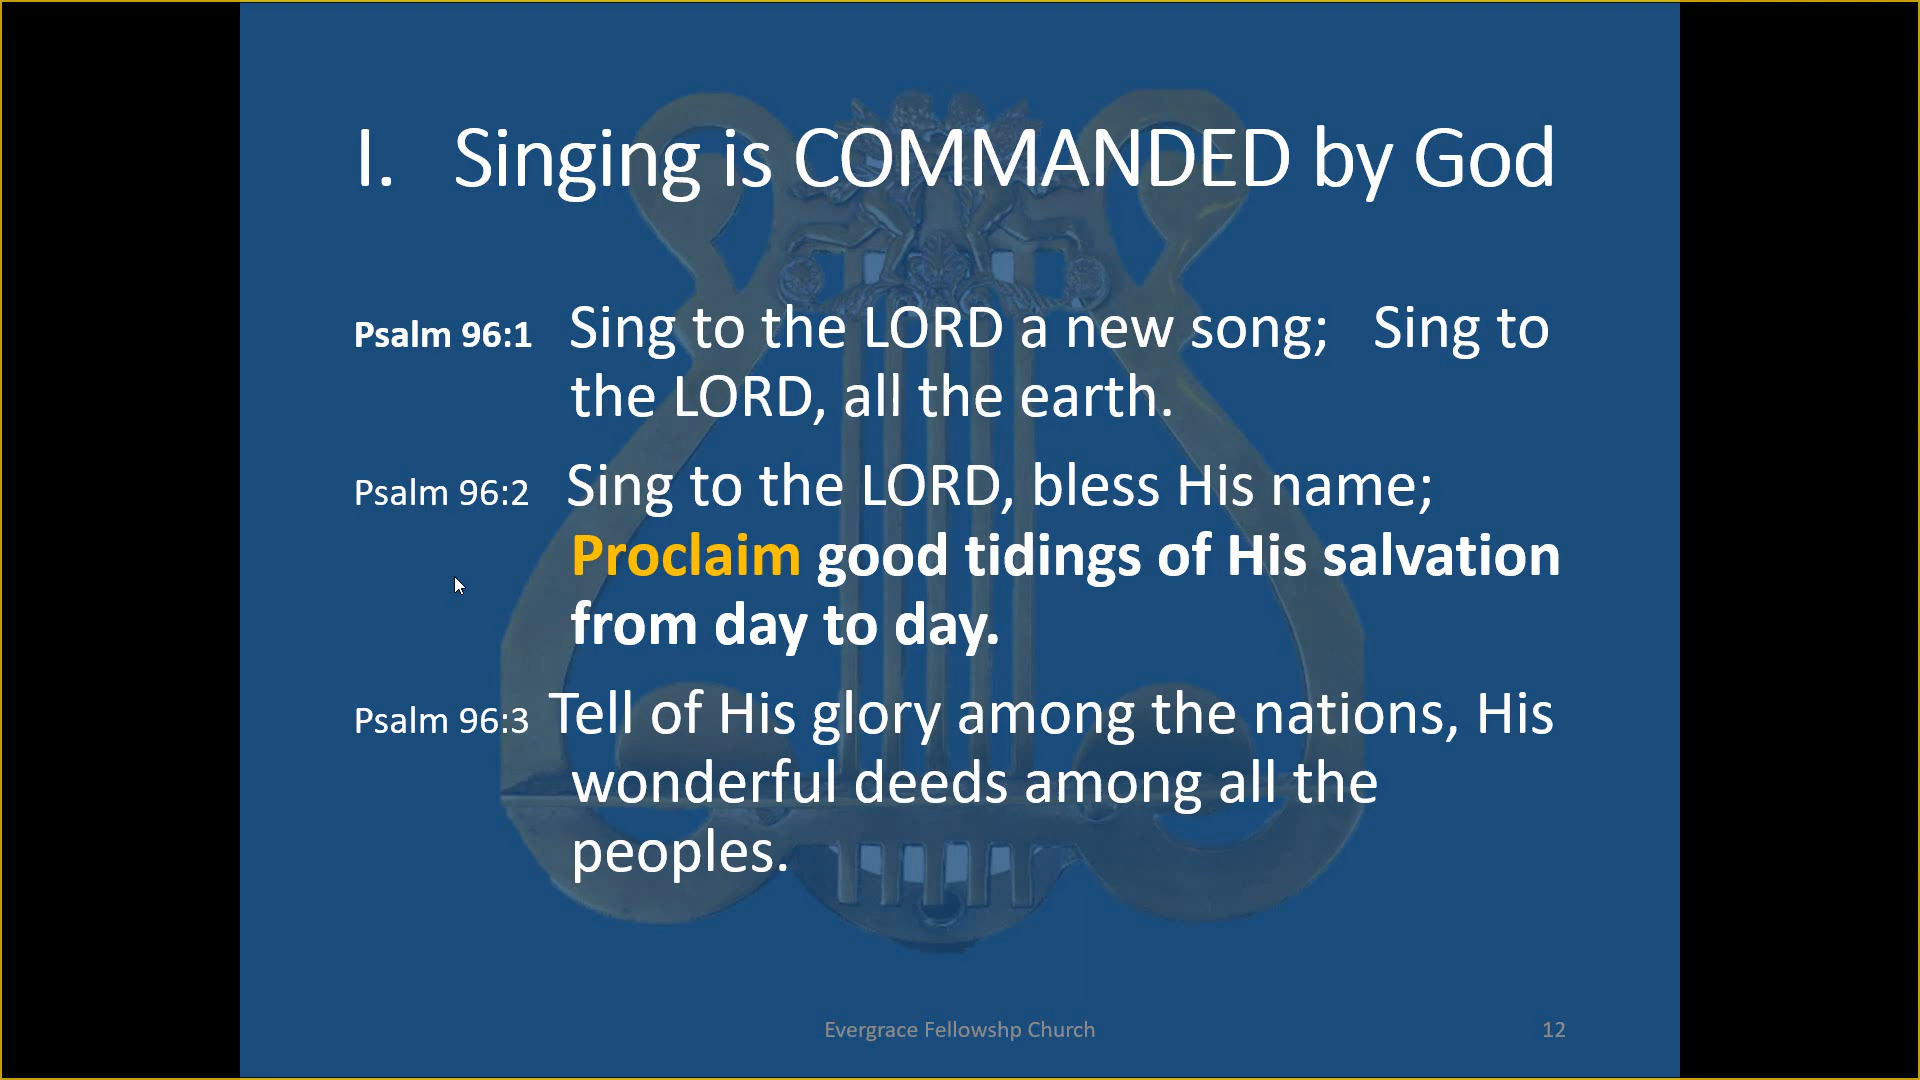 I. Singing is COMMANDED by God
Psalm 96:1 Sing to the LORD a new song; Sing to
the LORD, all the earth.
Psalm 96:2 Sing to the LORD, bless His name;
Proclaim good tidings of His salvation
from day to day.
Psalm 96:3 Tell of His glory among the nations, His
wonderful deeds among all the
peoples.
Evergrace Fellowshp Church
12